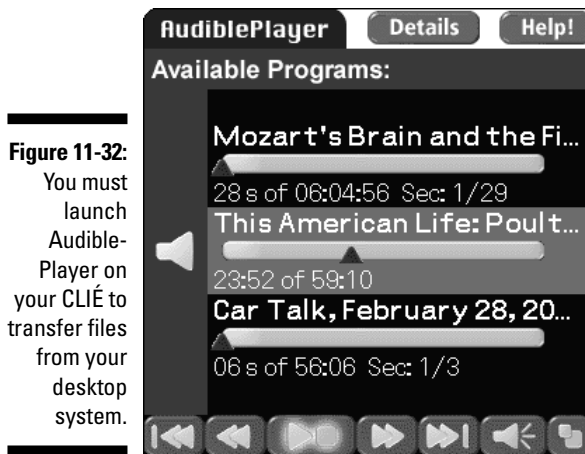 AudiblePlayer Details Help!
Available Programs:
Mozart's Brain and the Fi...
28 s of 06:04:56 Sec: 1/29
This American Life: Poult...
23:52 of 59:10
Car Talk, February 28, 20...
06 s of 56:06 Sec: 1/3
Figure 11-32:
You must
launch
Audible-
Player on
your CLIÉ to
transfer files
from your
desktop
system.